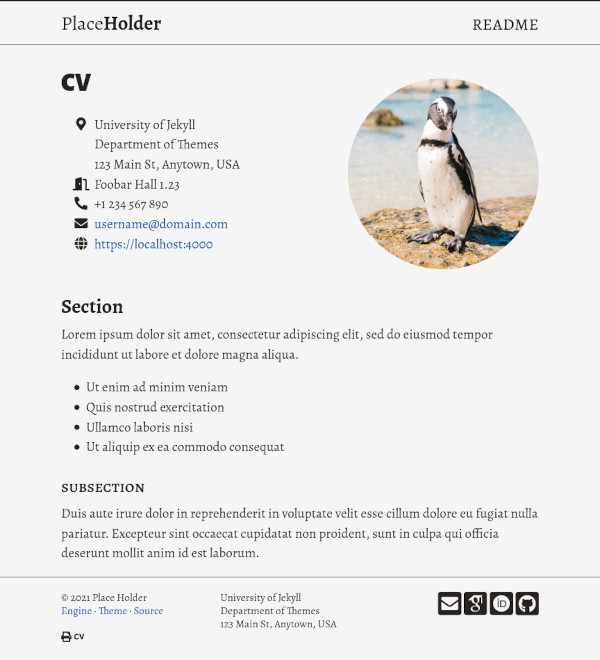 PlaceHolder
README
CV
University of Jekyll
Department of Themes
123 Main St, Anytown, USA
Foobar Hall 1.23
+1 234 567 890
username@domain.com
https://localhost:4000
Section
Lorem ipsum dolor sit amet, consectetur adipiscing elit, sed do eiusmod tempor
incididunt ut labore et dolore magna aliqua.
Ut enim ad minim veniam
Quis nostrud exercitation
Ullamco laboris nisi
Ut aliquip ex ea commodo consequat
SUBSECTION
Duis aute irure dolor in reprehenderit in voluptate velit esse cillum dolore eu fugiat nulla
pariatur. Excepteur sint occaecat cupidatat non proident, sunt in culpa qui officia
deserunt mollit anim id est laborum.
© 2021 Place Holder
Engine · Theme · Source
CV
University of Jekyll
Department of Themes
123 Main St, Anytown, USA
iD